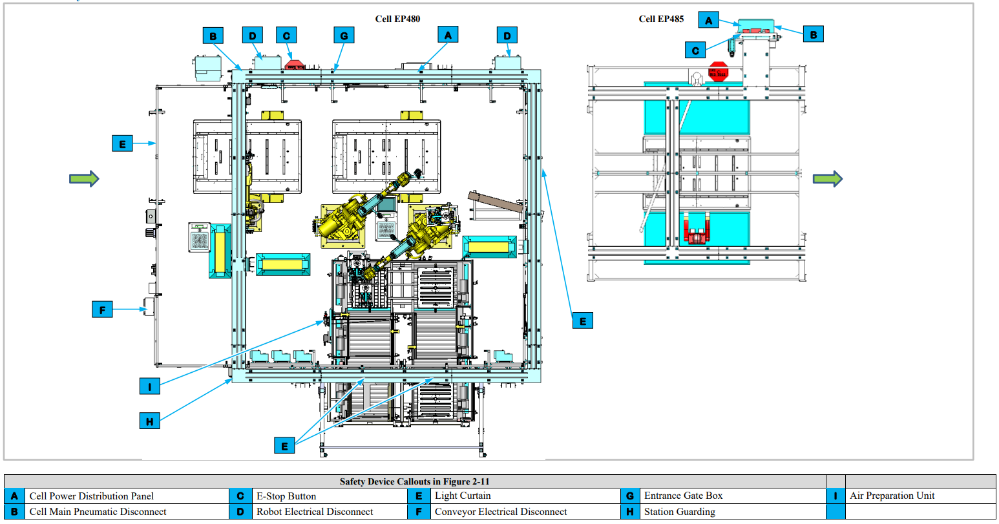 Cell EP480
Cell EP485
B
D
C
G
A
D
A
B
C
E
F
E
I
H
E
Safety Device Callouts in Figure 2-11
A Cell Power Distribution Panel C E-Stop Button E Light Curtain G Entrance Gate Box I Air Preparation Unit
B Cell Main Pneumatic Disconnect D Robot Electrical Disconnect F Conveyor Electrical Disconnect H Station Guarding